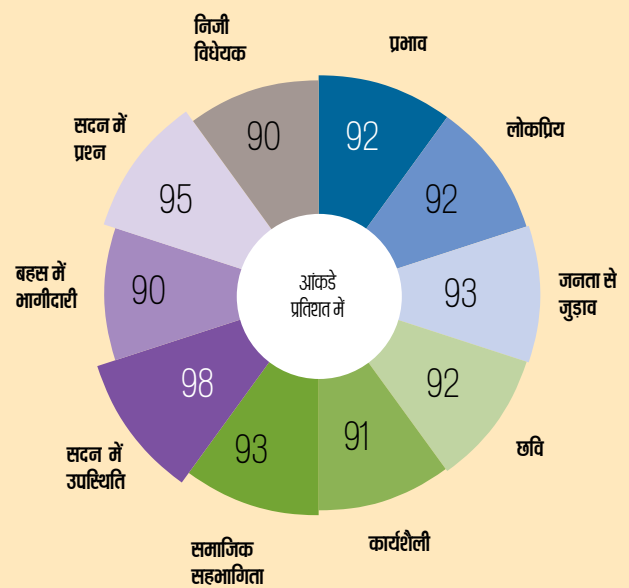 निजी
विधेयक
90
प्रभाव
92
लोकप्रिय
92
जनता से
जुड़ाव
93
छवि
92
कार्यशैली
91
समाजिक
सहभागिता
93
सदन में
उपस्थिति
98
बहस में
भागीदारी
90
सदन में
प्रश्न
95
आंकडे
प्रतिशत में